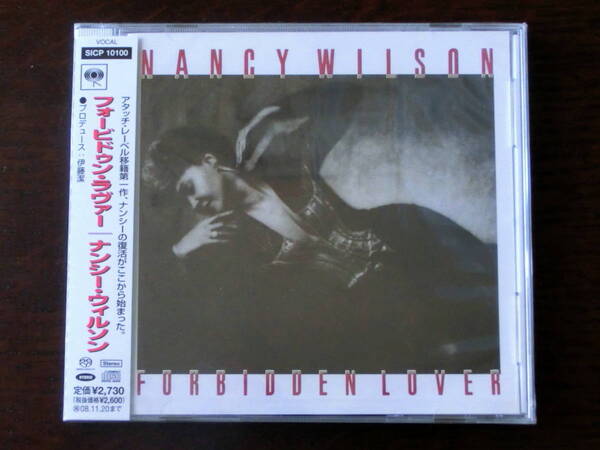 VOCAL
SICP 10100
NANCY WILSON
アタッチ・レーベル移籍第一作、ナンシーの復活がここから始まった。
フォービドゥン・ラヴァー｜ナンシー・ウィルソン
●プロデュース：伊藤潔
Stereo
定価¥2,730
(税抜価格¥2,600)
08.11.20まで
FORBIDDEN LOVER